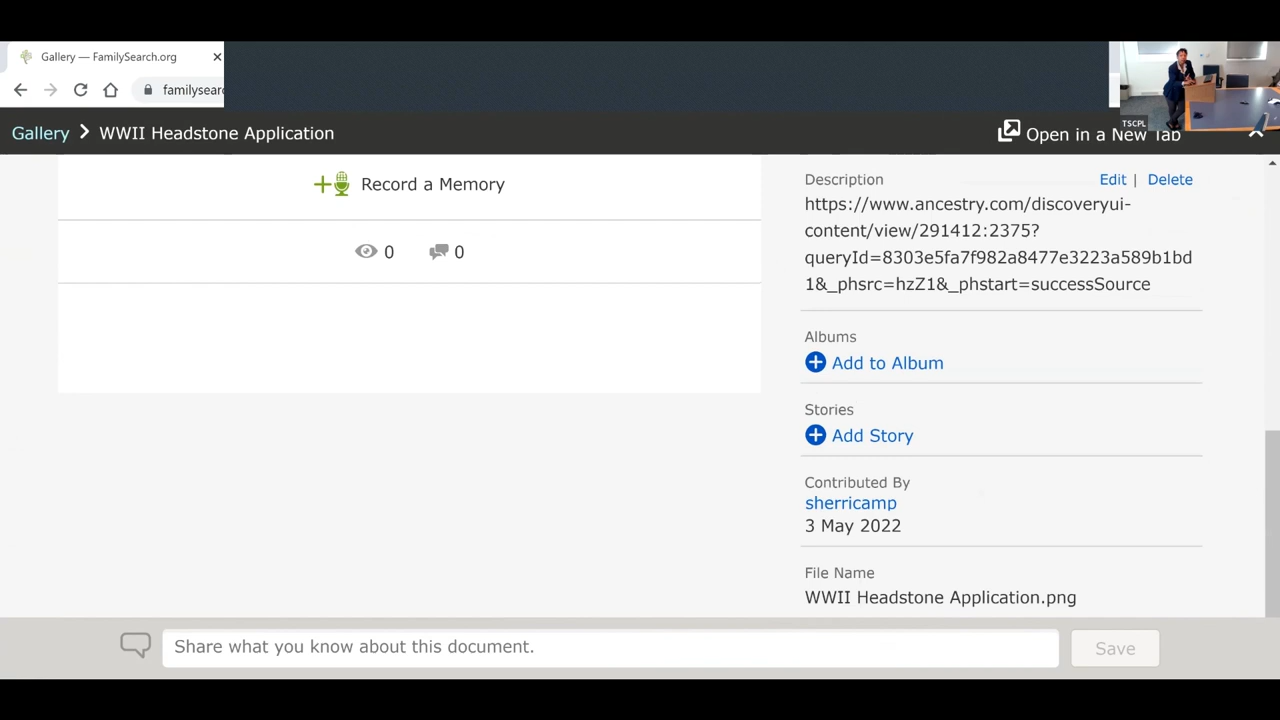 Gallery — FamilySearch.org
familysearc
Gallery
WWII Headstone Application
Open in a New Tab
TSCPL
Record a Memory
0
0
Description
Edit | Delete
https://www.ancestry.com/discoveryui-
content/view/291412:2375?
queryId=8303e5fa7f982a8477e3223a589b1bd
1&_phsrc=hzZ1&_phstart=successSource
Albums
Add to Album
Stories
Add Story
Contributed By
sherricamp
3 May 2022
File Name
WWII Headstone Application.png
Share what you know about this document.
Save